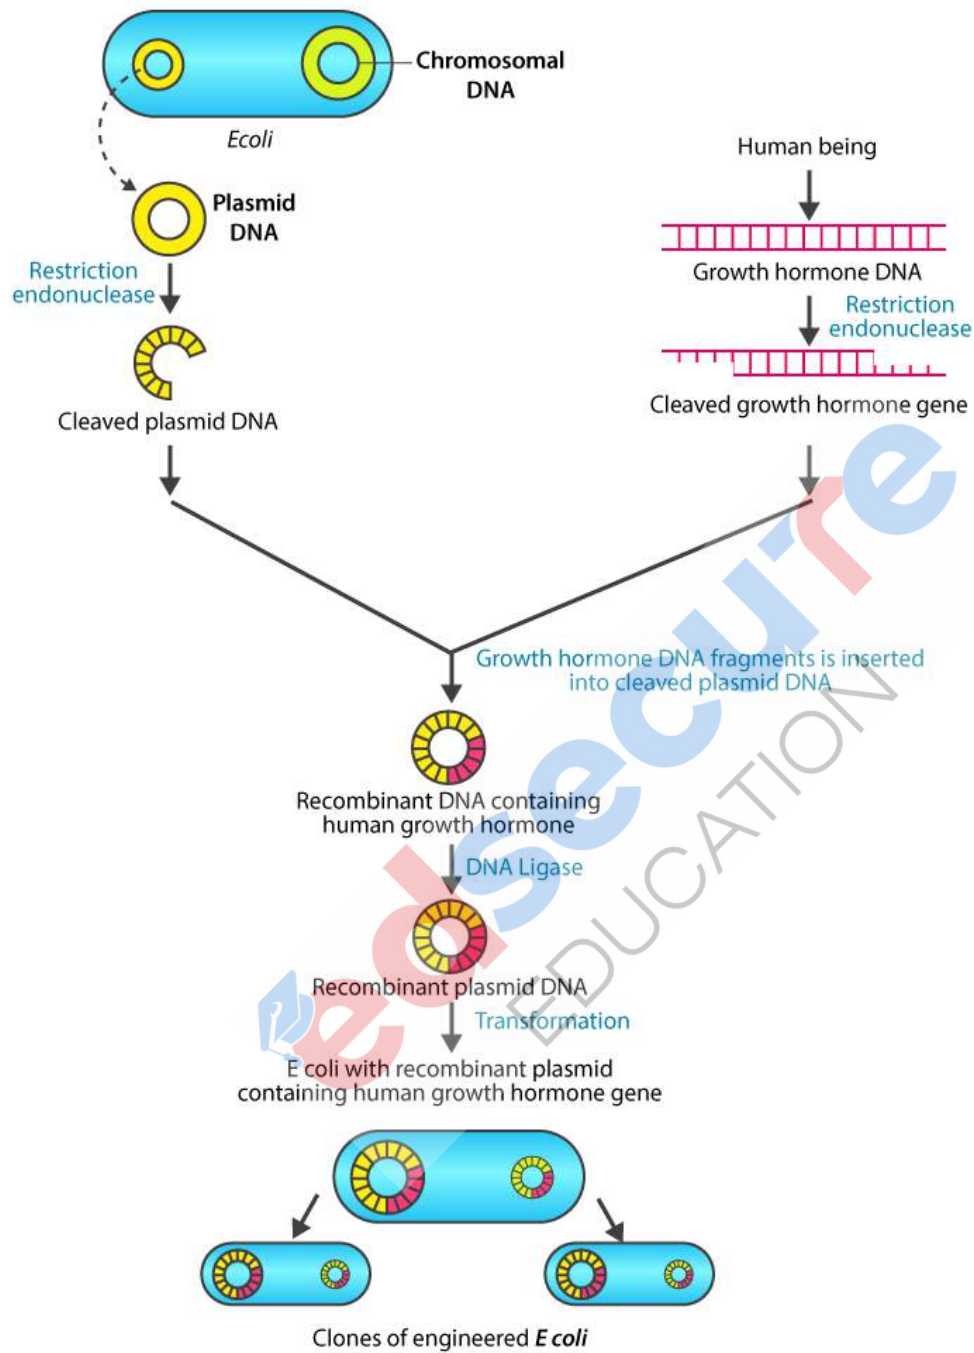 Chromosomal
DNA
Ecoli
Plasmid
DNA
Restriction
endonuclease
Cleaved plasmid DNA
Human being
Growth hormone DNA
Restriction
endonuclease
Cleaved growth hormone gene
Growth hormone DNA fragments is inserted
into cleaved plasmid DNA
Recombinant DNA containing
human growth hormone
DNA Ligase
Recombinant plasmid DNA
Transformation
E coli with recombinant plasmid
containing human growth hormone gene
Clones of engineered E coli
edsecure
EDUCATION